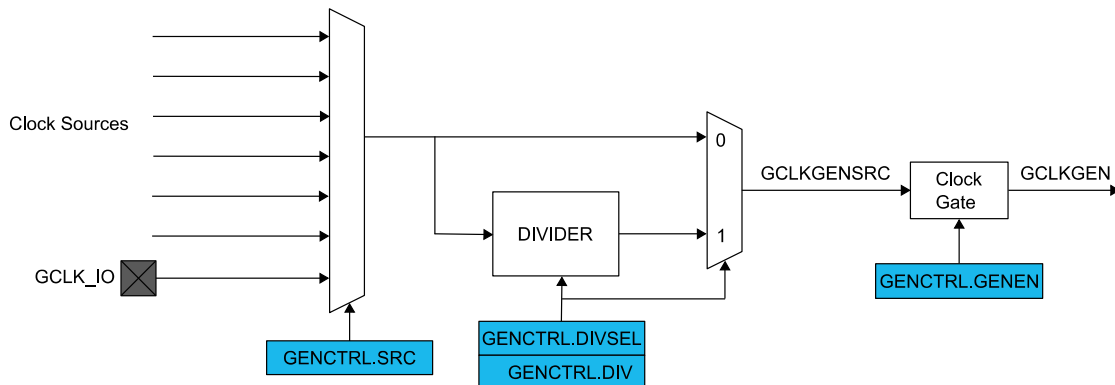 Clock Sources
GCLK_IO
GENCTRL.SRC
DIVIDER
GENCTRL.DIVSEL
GENCTRL.DIV
0
1
GCLKGENSRC
Clock
Gate
GCLKGEN
GENCTRL.GENEN